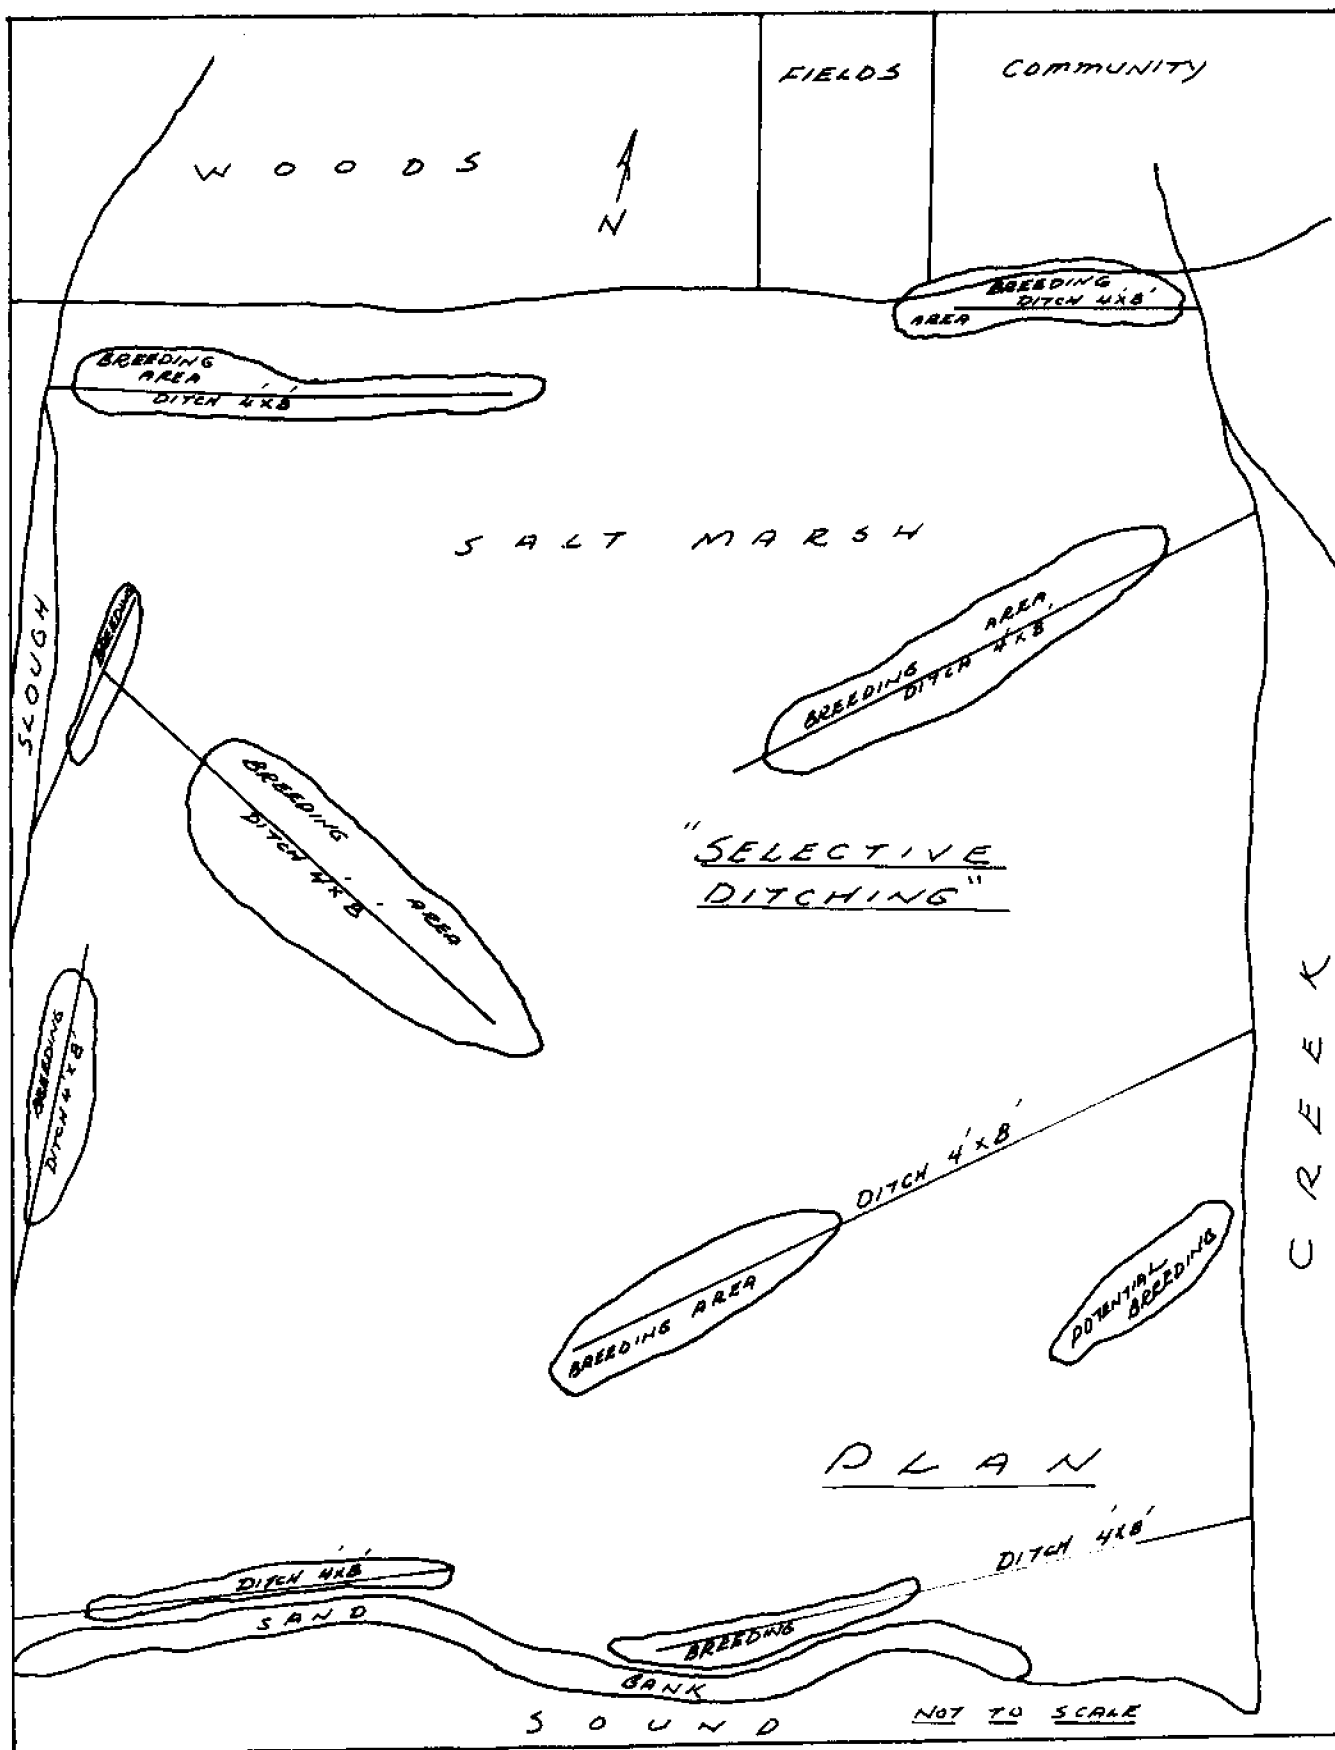 FIELDS
COMMUNITY
WOODS
N
BREEDING
DITCH 4'x8'
AREA
BREEDING
AREA
DITCH 4'x8'
SALT MARSH
SLOUGH
BREEDING
BREEDING AREA
DITCH 4'x8'
BREEDING AREA
DITCH 4'x8'
"SELECTIVE
DITCHING"
BREEDING
DITCH 4'x8'
CREEK
DITCH 4'x8'
BREEDING AREA
POTENTIAL
BREEDING
PLAN
DITCH 4'x8'
DITCH 4'x8'
SAND
BREEDING
BANK
SOUND
NOT TO SCALE